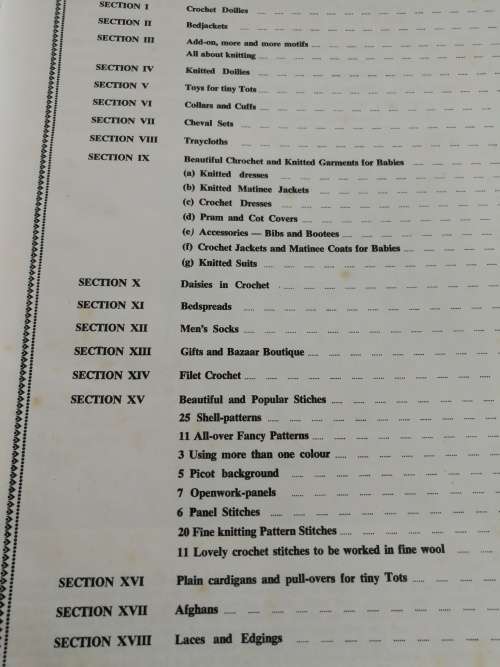 SECTION I Crochet Doilies
SECTION II Bedjackets
SECTION III Add-on, more and more motifs
All about knitting
SECTION IV Knitted Doilies
SECTION V Toys for tiny Tots
SECTION VI Collars and Cuffs
SECTION VII Cheval Sets
SECTION VIII Traycloths
SECTION IX Beautiful Chrochet and Knitted Garments for Babies
(a) Knitted dresses
(b) Knitted Matinee Jackets
(c) Crochet Dresses
(d) Pram and Cot Covers
(e) Accessories — Bibs and Bootees
(f) Crochet Jackets and Matinee Coats for Babies
(g) Knitted Suits
SECTION X Daisies in Crochet
SECTION XI Bedspreads
SECTION XII Men's Socks
SECTION XIII Gifts and Bazaar Boutique
SECTION XIV Filet Crochet
SECTION XV Beautiful and Popular Stiches
25 Shell-patterns
11 All-over Fancy Patterns
3 Using more than one colour
5 Picot background
7 Openwork-panels
6 Panel Stitches
20 Fine knitting Pattern Stitches
11 Lovely crochet stitches to be worked in fine wool
SECTION XVI Plain cardigans and pull-overs for tiny Tots
SECTION XVII Afghans
SECTION XVIII Laces and Edgings